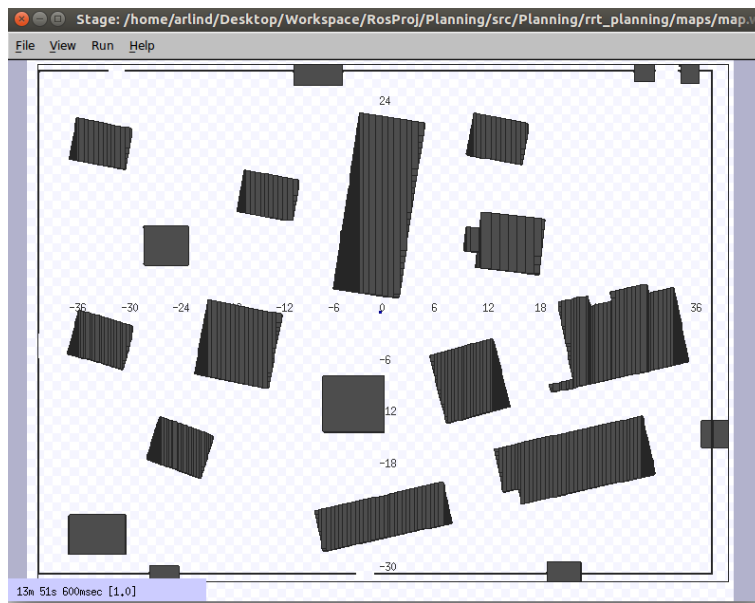 Stage: /home/arlind/Desktop/Workspace/RosProj/Planning/src/Planning/rrt_planning/maps/map.w
File View Run Help
24
-36 -30 -24 -12 -6 0 6 12 18 36
-6
12
-18
-30
13m 51s 600msec [1.0]